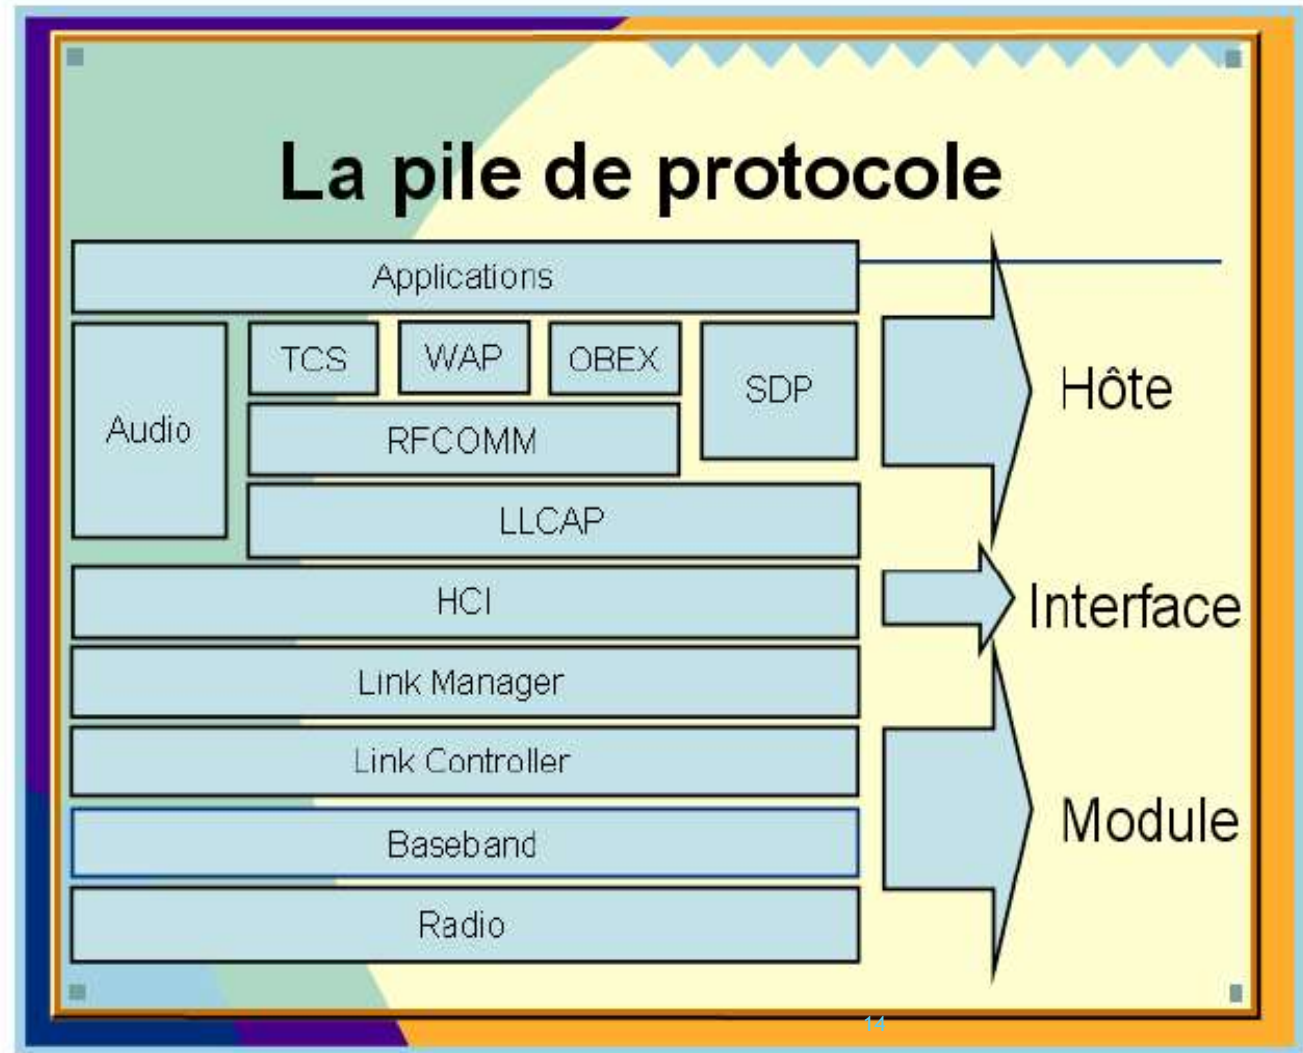 La pile de protocole
Applications
TCS
WAP
OBEX
SDP
Hôte
Audio
RFCOMM
LLCAP
HCI
Interface
Link Manager
Link Controller
Module
Baseband
Radio
14